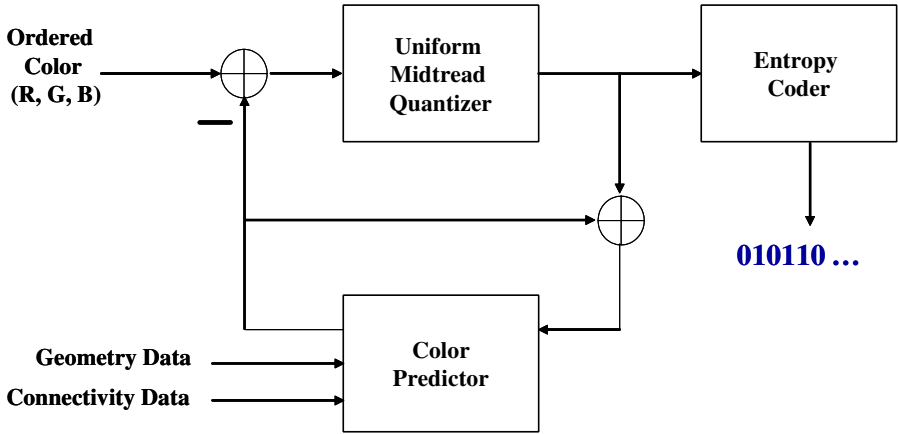 Ordered
Color
(R, G, B)
Uniform
Midtread
Quantizer
Entropy
Coder
010110 ...
Geometry Data
Connectivity Data
Color
Predictor